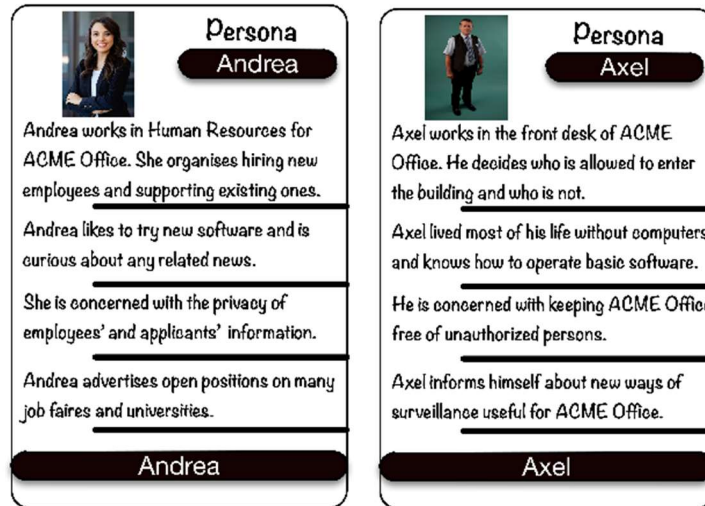 Persona
Andrea
Andrea works in Human Resources for
ACME Office. She organises hiring new
employees and supporting existing ones.
Andrea likes to try new software and is
curious about any related news.
She is concerned with the privacy of
employees' and applicants' information.
Andrea advertises open positions on many
job faires and universities.
Andrea
Persona
Axel
Axel works in the front desk of ACME
Office. He decides who is allowed to enter
the building and who is not.
Axel lived most of his life without computers
and knows how to operate basic software.
He is concerned with keeping ACME Office
free of unauthorized persons.
Axel informs himself about new ways of
surveillance useful for ACME Office.
Axel